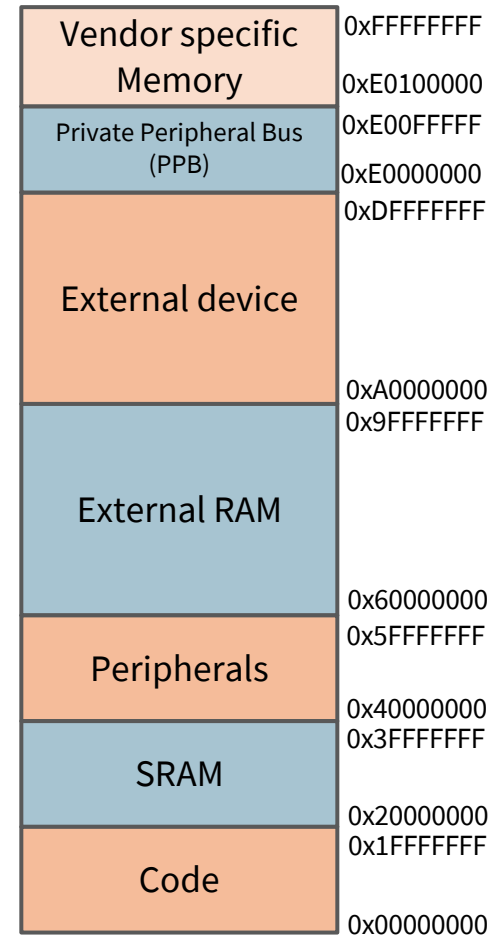 Vendor specific
Memory
0xFFFFFFFF
0xE0100000
Private Peripheral Bus
(PPB)
0xE00FFFFF
0xE0000000
External device
0xDFFFFFFF
0xA0000000
External RAM
0x9FFFFFFF
0x60000000
Peripherals
0x5FFFFFFF
0x40000000
SRAM
0x3FFFFFFF
0x20000000
Code
0x1FFFFFFF
0x00000000